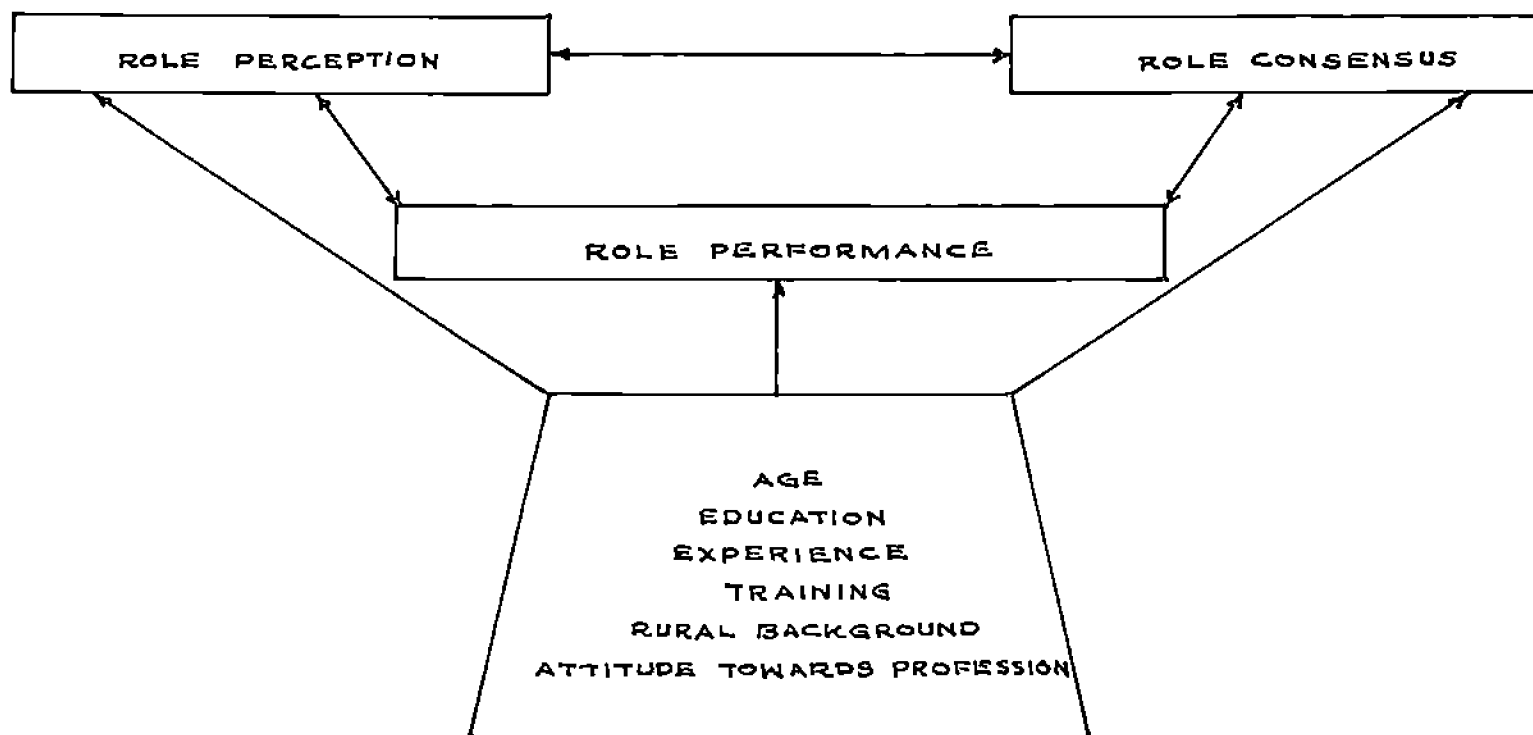 ROLE PERCEPTION
ROLE CONSENSUS
ROLE PERFORMANCE
AGE
EDUCATION
EXPERIENCE
TRAINING
RURAL BACKGROUND
ATTITUDE TOWARDS PROFESSION